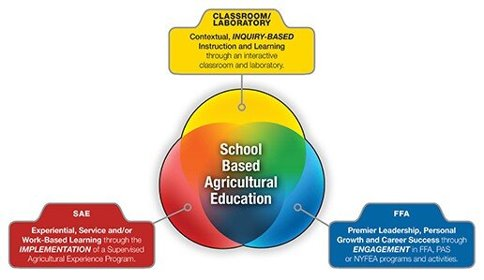 CLASSROOM/
LABORATORY
Contextual, INQUIRY-BASED
Instruction and Learning
through an interactive
classroom and laboratory.
School
Based
Agricultural
Education
SAE
Experiential, Service and/or
Work-Based Learning through the
IMPLEMENTATION of a Supervised
Agricultural Experience Program.
FFA
Premier Leadership, Personal
Growth and Career Success through
ENGAGEMENT in FFA, PAS
or NYFEA programs and activities.